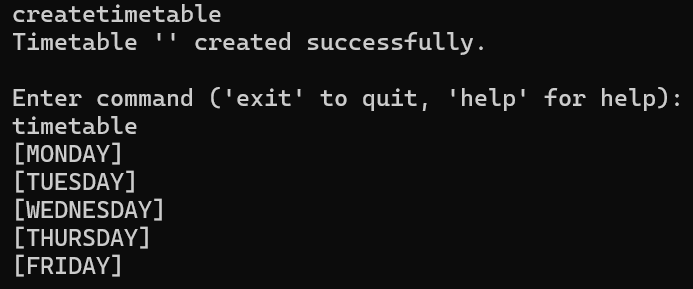 createtimetable
Timetable '' created successfully.
Enter command ('exit' to quit, 'help' for help):
timetable
[MONDAY]
[TUESDAY]
[WEDNESDAY]
[THURSDAY]
[FRIDAY]